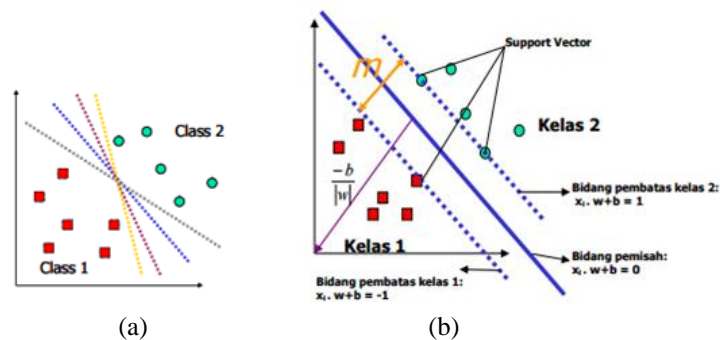 Class 2
Class 1
(a)
Support Vector
m
Kelas 2
-b
|w|
Kelas 1
Bidang pembatas kelas 2:
xᵢ. w+b = 1
Bidang pemisah:
xᵢ. w+b = 0
Bidang pembatas kelas 1:
xᵢ. w+b = -1
(b)